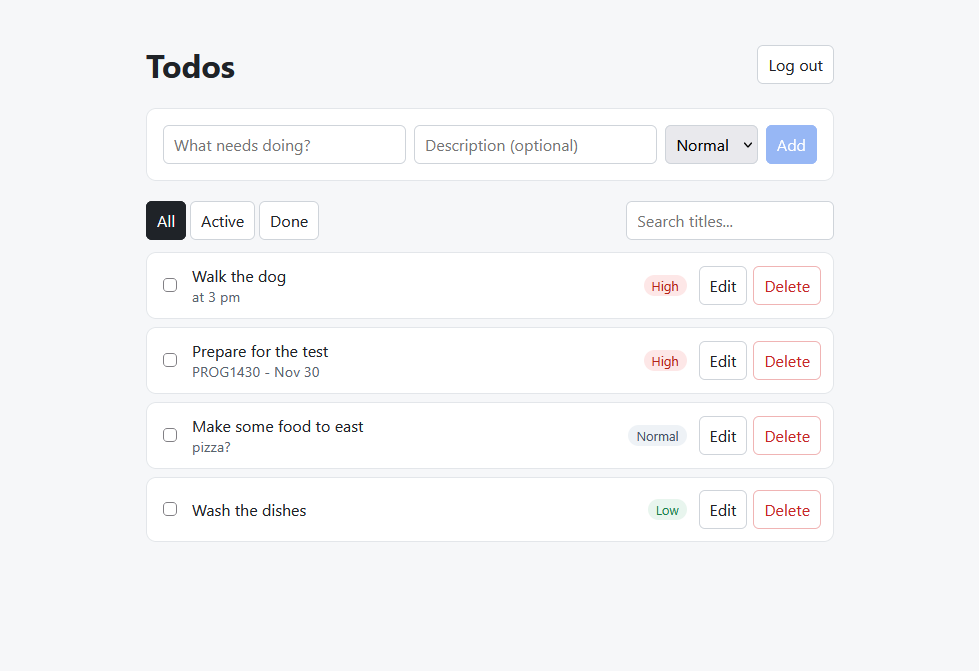 Todos
Log out
What needs doing?
Description (optional)
Normal
Add
All
Active
Done
Search titles...
Walk the dog
at 3 pm
High
Edit
Delete
Prepare for the test
PROG1430 - Nov 30
High
Edit
Delete
Make some food to east
pizza?
Normal
Edit
Delete
Wash the dishes
Low
Edit
Delete